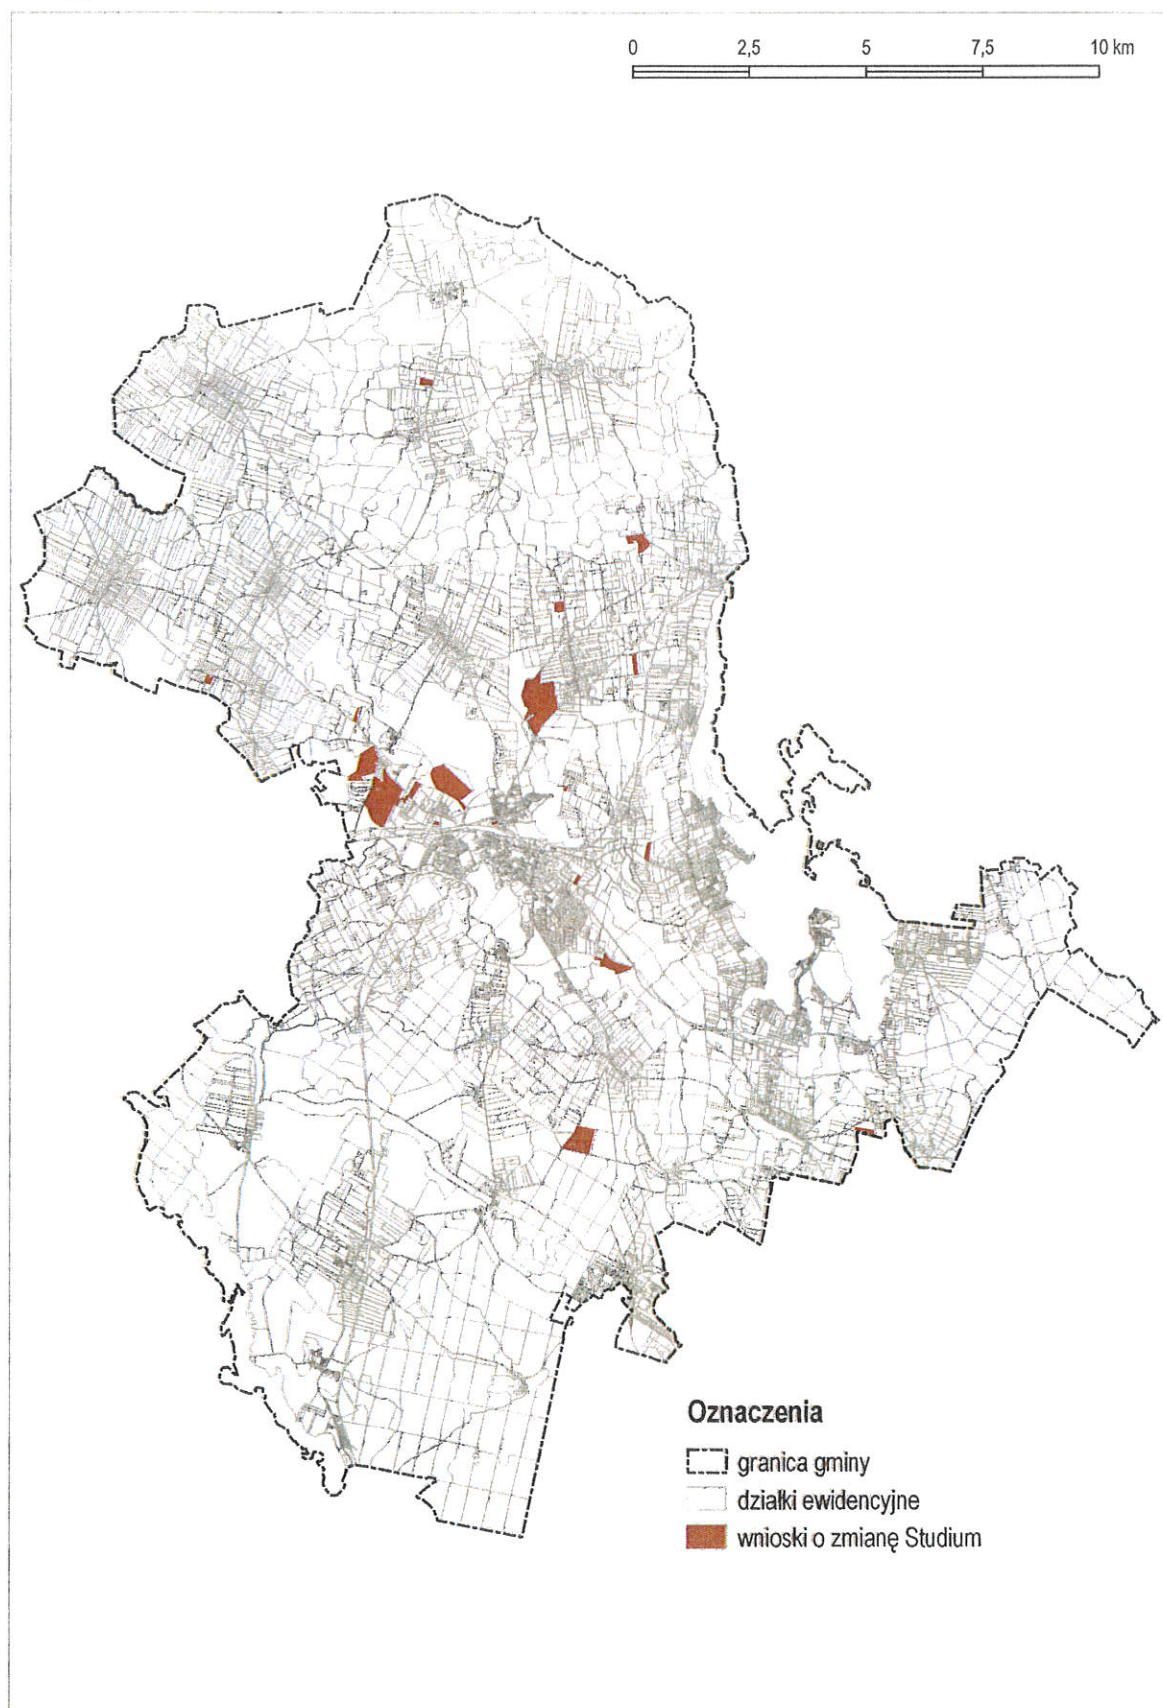 0 2,5 5 7,5 10 km
Oznaczenia
granica gminy
działki ewidencyjne
wnioski o zmianę Studium